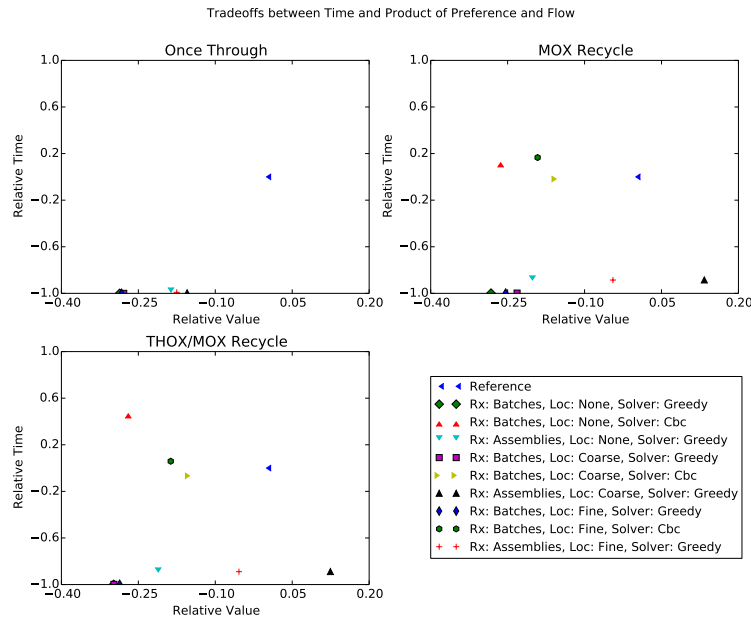 Tradeoffs between Time and Product of Preference and Flow
Once Through
1.0
0.6
0.2
−0.2
−0.6
−1.0
Relative Time
−0.40
−0.25
−0.10
0.05
0.20
Relative Value
MOX Recycle
1.0
0.6
0.2
−0.2
−0.6
−1.0
Relative Time
−0.40
−0.25
−0.10
0.05
0.20
Relative Value
THOX/MOX Recycle
1.0
0.6
0.2
−0.2
−0.6
−1.0
Relative Time
−0.40
−0.25
−0.10
0.05
0.20
Relative Value
Reference
Rx: Batches, Loc: None, Solver: Greedy
Rx: Batches, Loc: None, Solver: Cbc
Rx: Assemblies, Loc: None, Solver: Greedy
Rx: Batches, Loc: Coarse, Solver: Greedy
Rx: Batches, Loc: Coarse, Solver: Cbc
Rx: Assemblies, Loc: Coarse, Solver: Greedy
Rx: Batches, Loc: Fine, Solver: Greedy
Rx: Batches, Loc: Fine, Solver: Cbc
Rx: Assemblies, Loc: Fine, Solver: Greedy